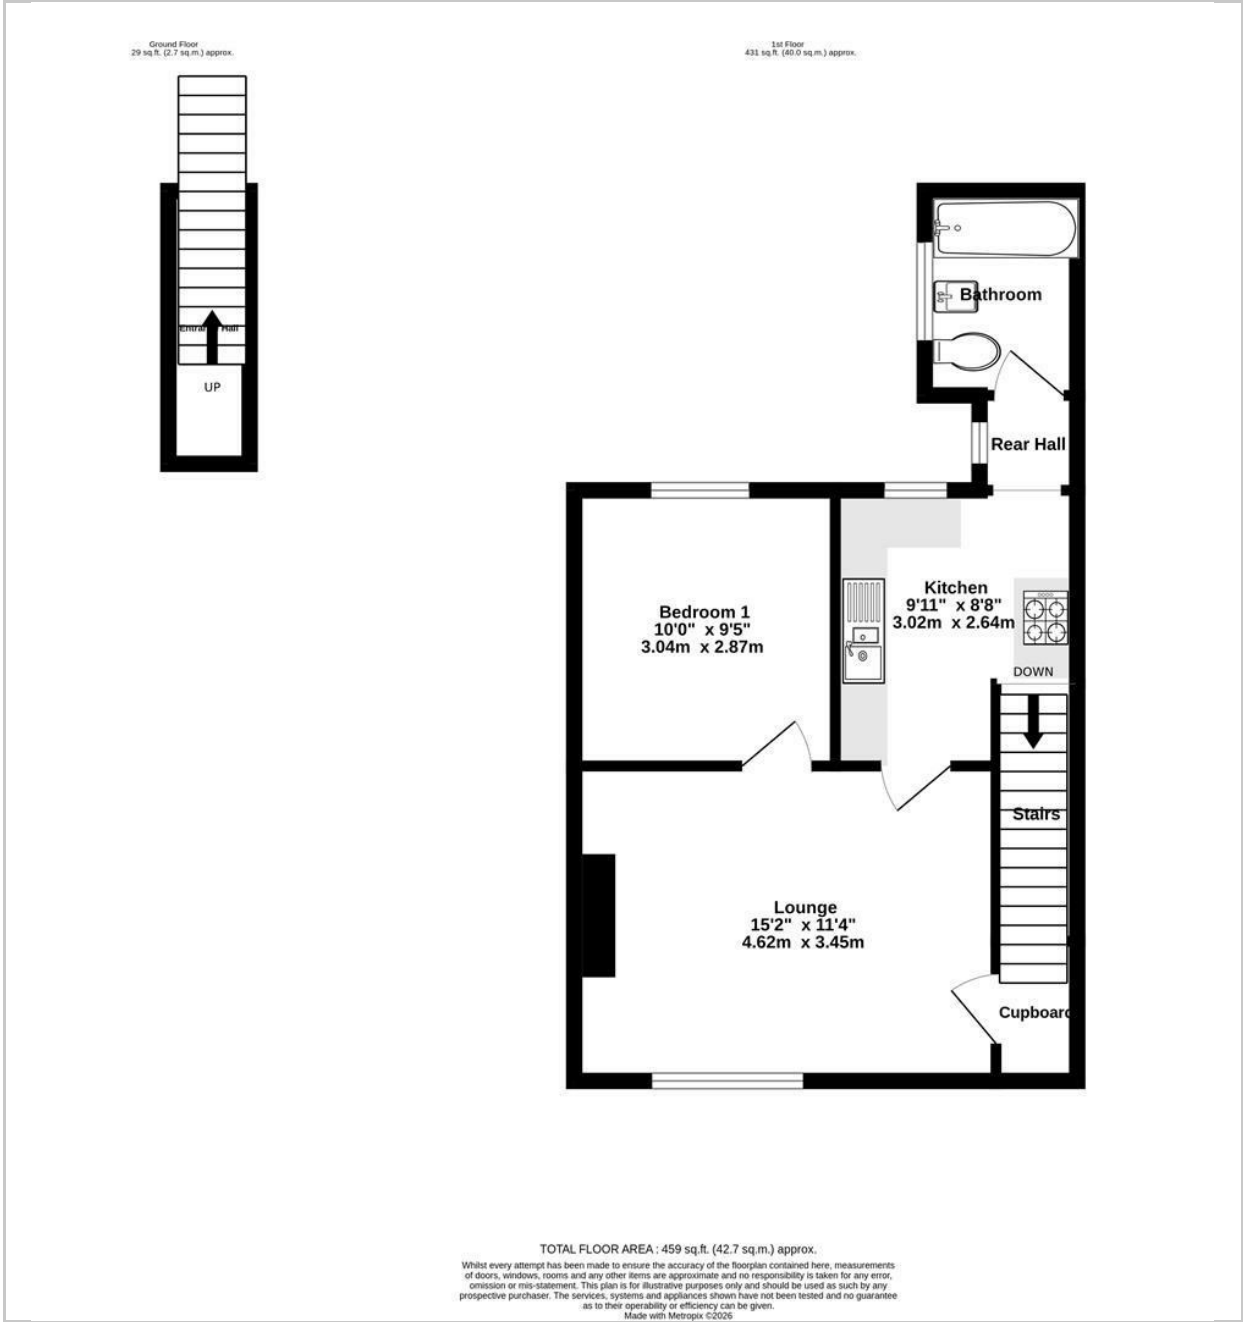 Ground Floor
29 sq.ft. (2.7 sq.m.) approx.
1st Floor
431 sq.ft. (40.0 sq.m.) approx.
Entrance Hall
UP
Bathroom
Rear Hall
Kitchen
9'11" x 8'8"
3.02m x 2.64m
Bedroom 1
10'0" x 9'5"
3.04m x 2.87m
DOWN
Stairs
Lounge
15'2" x 11'4"
4.62m x 3.45m
Cupboard
TOTAL FLOOR AREA : 459 sq.ft. (42.7 sq.m.) approx.
Whilst every attempt has been made to ensure the accuracy of the floorplan contained here, measurements
of doors, windows, rooms and any other items are approximate and no responsibility is taken for any error,
omission or mis-statement. This plan is for illustrative purposes only and should be used as such by any
prospective purchaser. The services, systems and appliances shown have not been tested and no guarantee
as to their operability or efficiency can be given.
Made with Metropix ©2026